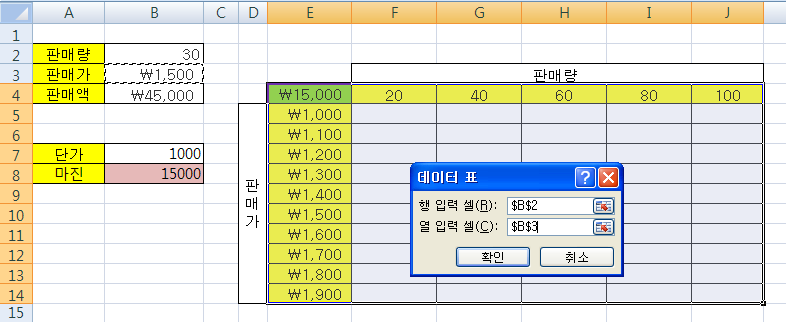 A B C D E F G H I J
1
2 판매량 30
3 판매가 ₩1,500 판매량
4 판매액 ₩45,000 ₩15,000 20 40 60 80 100
5 ₩1,000
6 ₩1,100
7 단가 1000 ₩1,200
8 마진 15000 ₩1,300
9 ₩1,400
10 ₩1,500
11 ₩1,600
12 ₩1,700
13 ₩1,800
14 ₩1,900
15
판매가
데이터 표
행 입력 셀(R): $B$2
열 입력 셀(C): $B$3
확인 취소